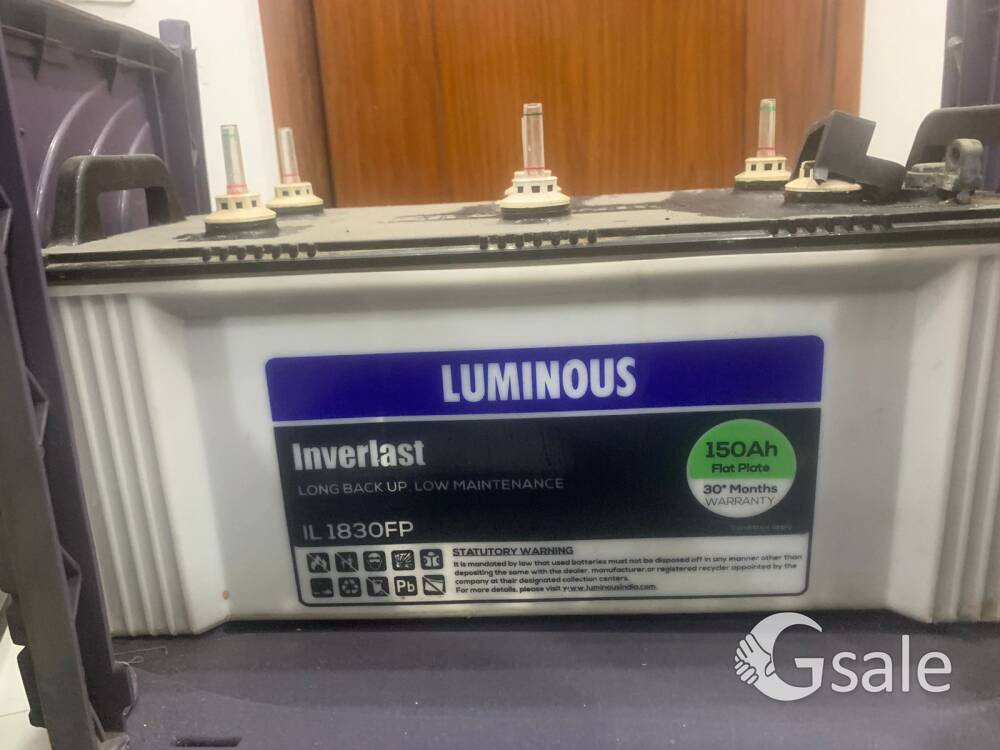 LUMINOUS
Inverlast
LONG BACK UP, LOW MAINTENANCE
IL 1830FP
150Ah
Flat Plate
30* Months
WARRANTY
STATUTORY WARNING
It is mandated by law that used batteries must not be disposed off in any manner other than
depositing the same with the dealer, manufacturer or registered recycler appointed by the
company at their designated collection centers.
For more details, please visit www.luminousindia.com
Pb
Gsale